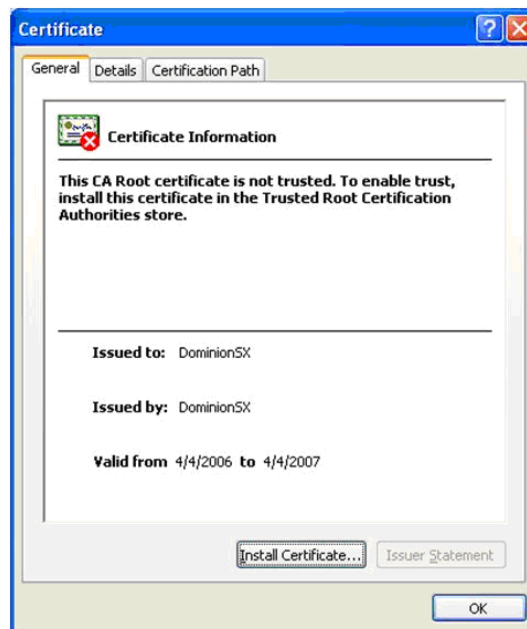 Certificate
General Details Certification Path
Certificate Information
This CA Root certificate is not trusted. To enable trust,
install this certificate in the Trusted Root Certification
Authorities store.
Issued to: DominionSX
Issued by: DominionSX
Valid from 4/4/2006 to 4/4/2007
Install Certificate... Issuer Statement
OK